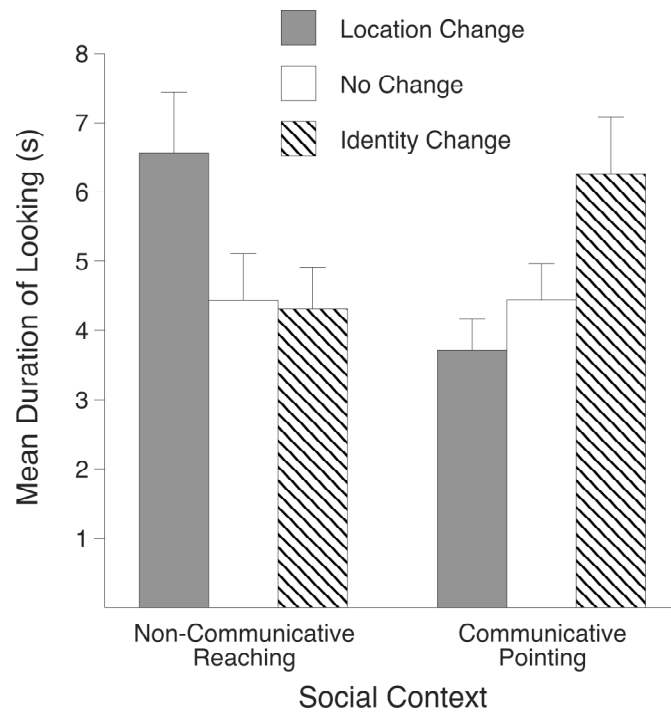 Location Change
No Change
Identity Change
Mean Duration of Looking (s)
8
7
6
5
4
3
2
1
Non-Communicative
Reaching
Communicative
Pointing
Social Context